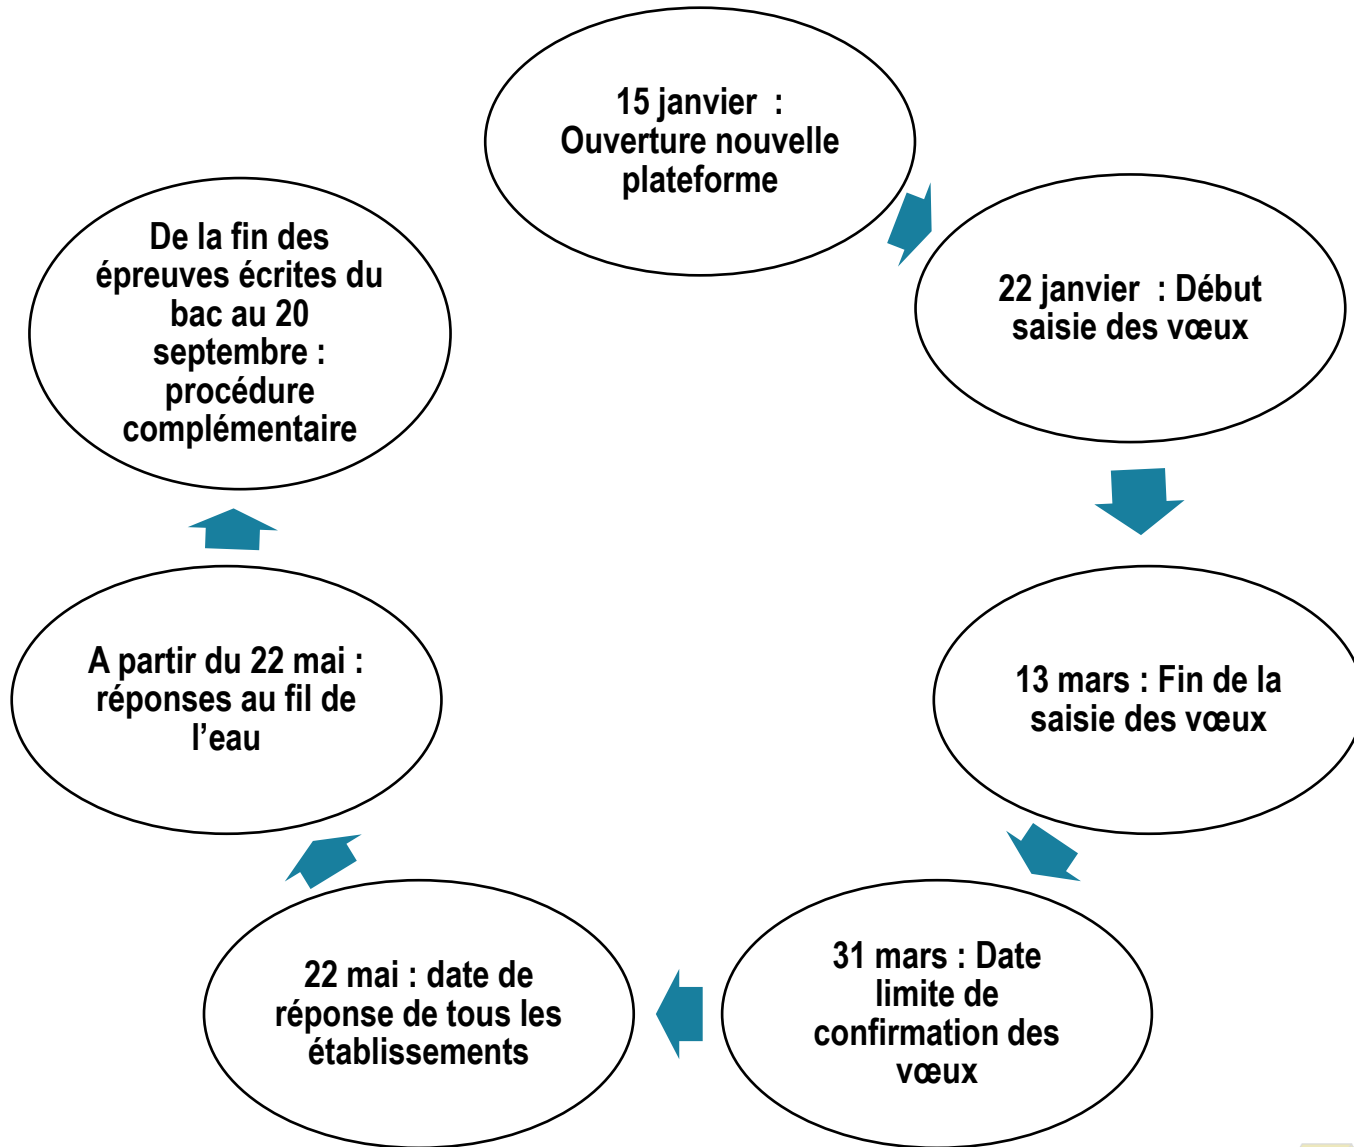 15 janvier  :
Ouverture nouvelle
plateforme
22 janvier  : Début
saisie des vœux
13 mars : Fin de la
saisie des vœux
31 mars : Date
limite de
confirmation des
vœux
22 mai : date de
réponse de tous les
établissements
A partir du 22 mai :
réponses au fil de
l’eau
De la fin des
épreuves écrites du
bac au 20
septembre :
procédure
complémentaire